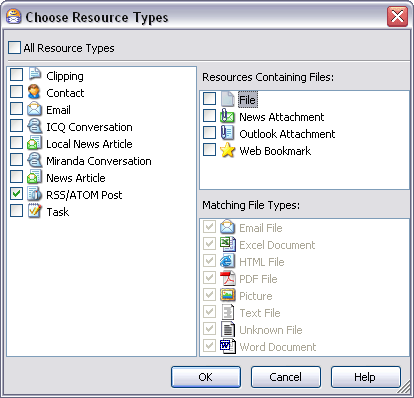 Choose Resource Types
All Resource Types
Clipping
Contact
Email
ICQ Conversation
Local News Article
Miranda Conversation
News Article
RSS/ATOM Post
Task
Resources Containing Files:
File
News Attachment
Outlook Attachment
Web Bookmark
Matching File Types:
Email File
Excel Document
HTML File
PDF File
Picture
Text File
Unknown File
Word Document
OK
Cancel
Help